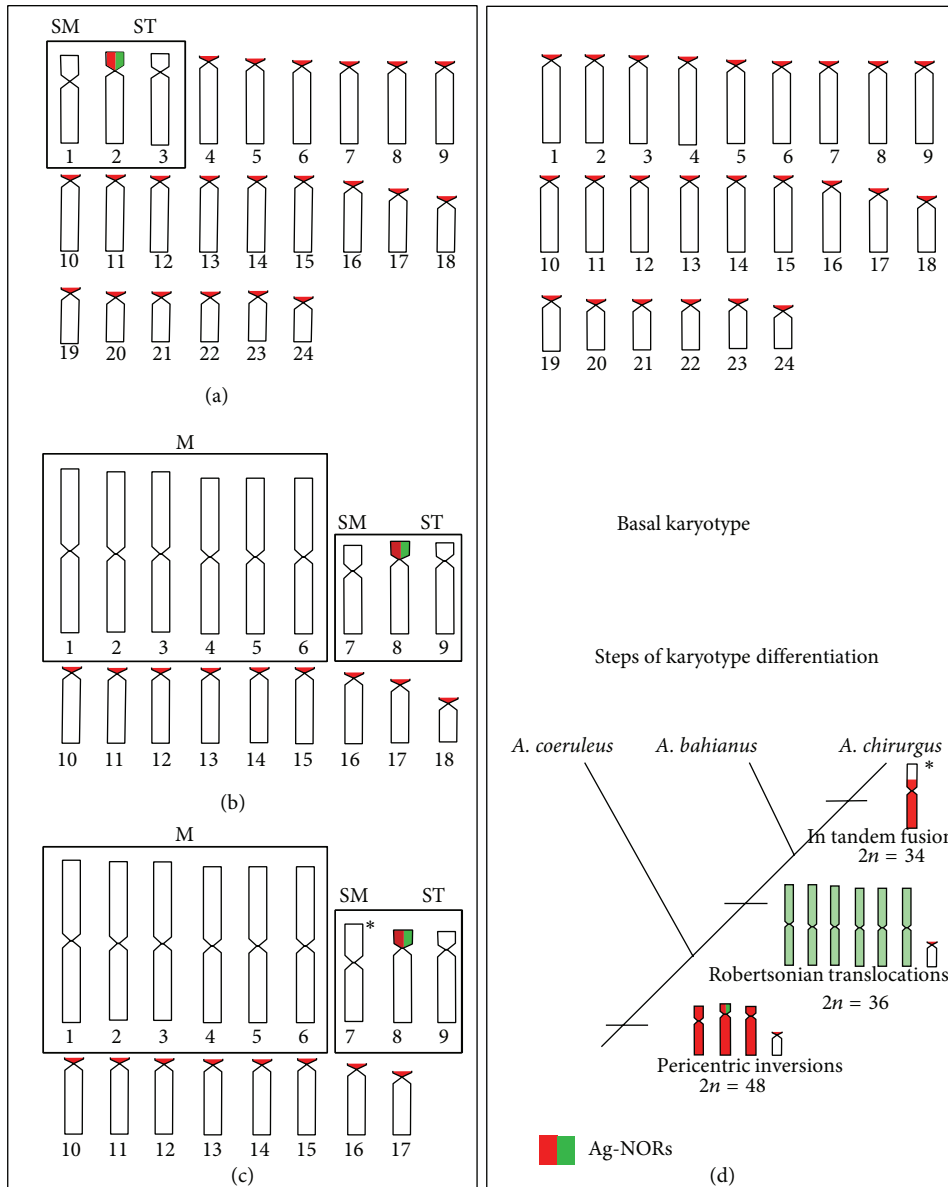 SM ST
1 2 3 4 5 6 7 8 9
10 11 12 13 14 15 16 17 18
19 20 21 22 23 24
(a)
M
SM ST
1 2 3 4 5 6 7 8 9
10 11 12 13 14 15 16 17 18
(b)
M
SM ST
*
1 2 3 4 5 6 7 8 9
10 11 12 13 14 15 16 17
(c)
1 2 3 4 5 6 7 8 9
10 11 12 13 14 15 16 17 18
19 20 21 22 23 24
Basal karyotype
Steps of karyotype differentiation
A. coeruleus A. bahianus A. chirurgus
*
In tandem fusion
2n = 34
Robertsonian translocations
2n = 36
Pericentric inversions
2n = 48
Ag-NORs
(d)